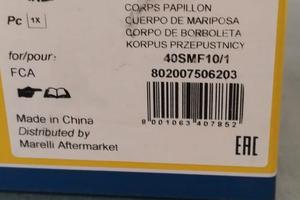 CORPS PAPILLON
CUERPO DE MARIPOSA
CORPO DE BORBOLETA
KORPUS PRZEPUSTNICY
Pc 1X
for/pour:
FCA
40SMF10/1
802007506203
8 001063 407852
Made in China
Distributed by
Marelli Aftermarket
EAC